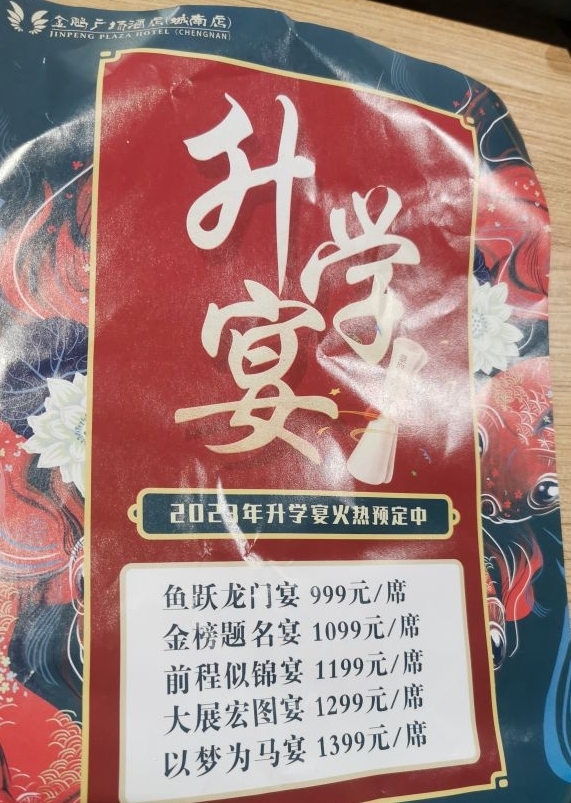 金鹏广场酒店(城南店)
JINPENG PLAZA HOTEL (CHENGNAN)
升学宴
2023年升学宴火热预定中
鱼跃龙门宴 999元/席
金榜题名宴 1099元/席
前程似锦宴 1199元/席
大展宏图宴 1299元/席
以梦为马宴 1399元/席